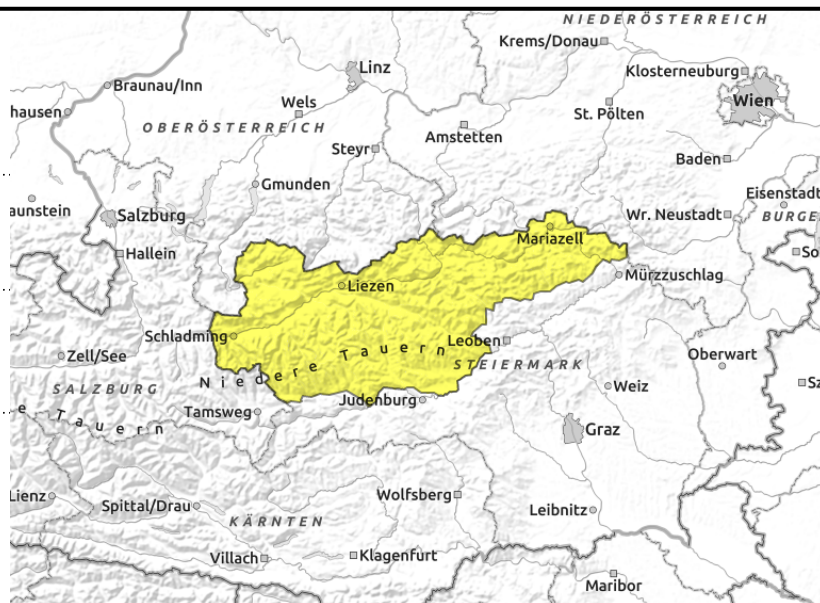 NIEDERÖSTERREICH
Krems/Donau
Linz
Klosterneuburg
Braunau/Inn
Wels
Wien
hausen
St. Pölten
OBERÖSTERREICH
Amstetten
Steyr
Baden
Gmunden
Eisenstadt
aunstein
Salzburg
Wr. Neustadt
BURGE
Mariazell
Hallein
So
Mürzzuschlag
Liezen
Schladming
Leoben
Zell/See
Niedere Tauern
STEIERMARK
Oberwart
SALZBURG
Weiz
Sz
Judenburg
Tamsweg
e Tauern
Graz
Lienz
Wolfsberg
Spittal/Drau
Leibnitz
KÄRNTEN
Villach
Klagenfurt
Maribor